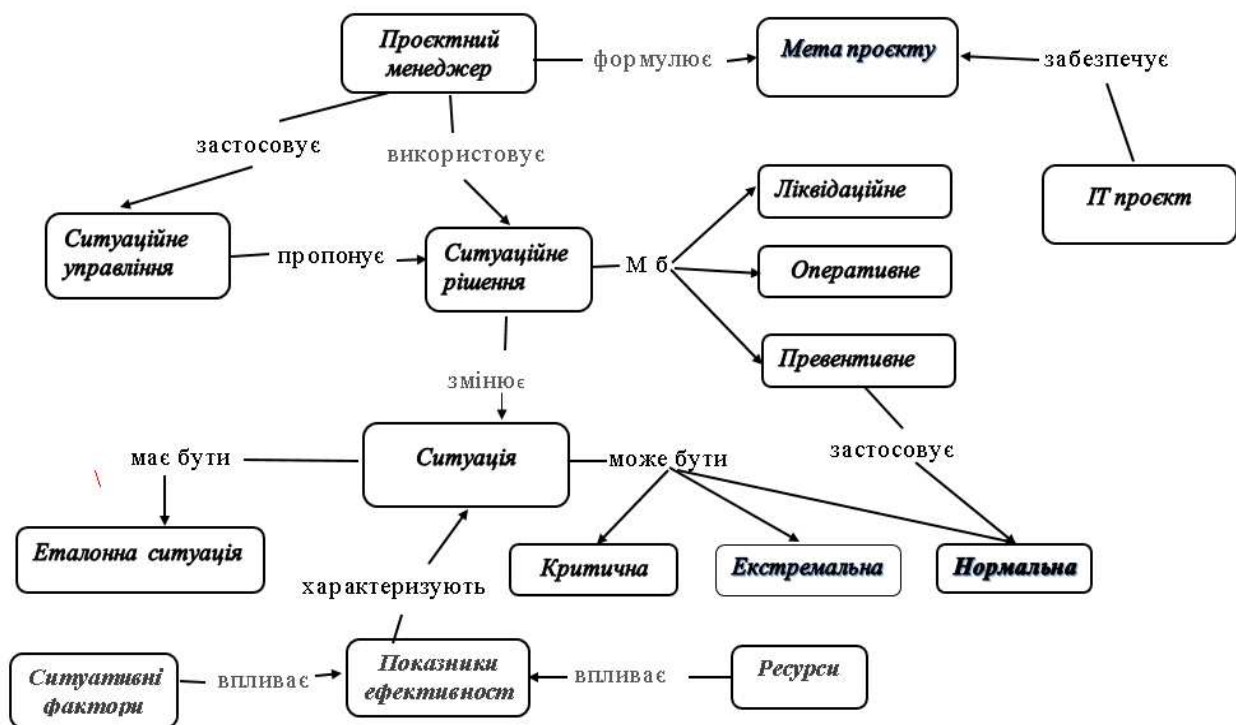 Проєктний
менеджер
формулює
Мета проєкту
забезпечує
застосовує
використовує
Ліквідаційне
ІТ проєкт
Ситуаційне
управління
пропонує
Ситуаційне
рішення
М б
Оперативне
Превентивне
змінює
має бути
Ситуація
може бути
застосовує
\
Еталонна ситуація
Критична
Екстремальна
Нормальна
характеризують
Ситуативні
фактори
впливає
Показники
ефективност
впливає
Ресурси